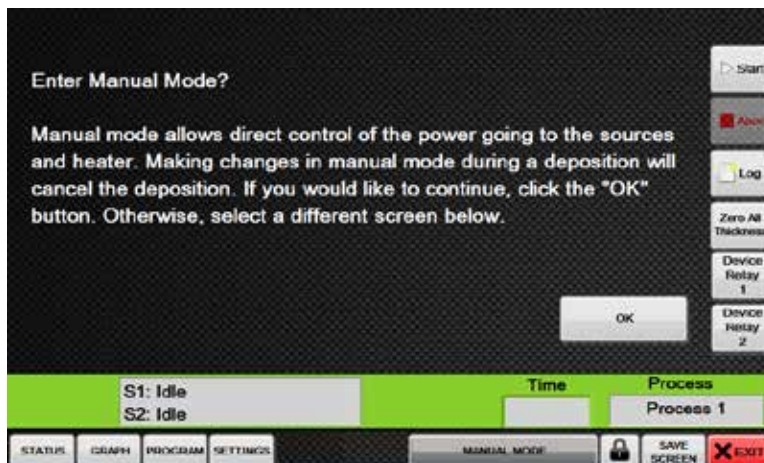 Enter Manual Mode?
Manual mode allows direct control of the power going to the sources
and heater. Making changes in manual mode during a deposition will
cancel the deposition. If you would like to continue, click the "OK"
button. Otherwise, select a different screen below.
Start
Abort
Log
Zero All
Thickness
Device
Relay
1
OK
Device
Relay
2
S1: Idle
S2: Idle
Time
Process
Process 1
STATUS
GRAPH
PROGRAM
SETTINGS
MANUAL MODE
SAVE
SCREEN
EXIT